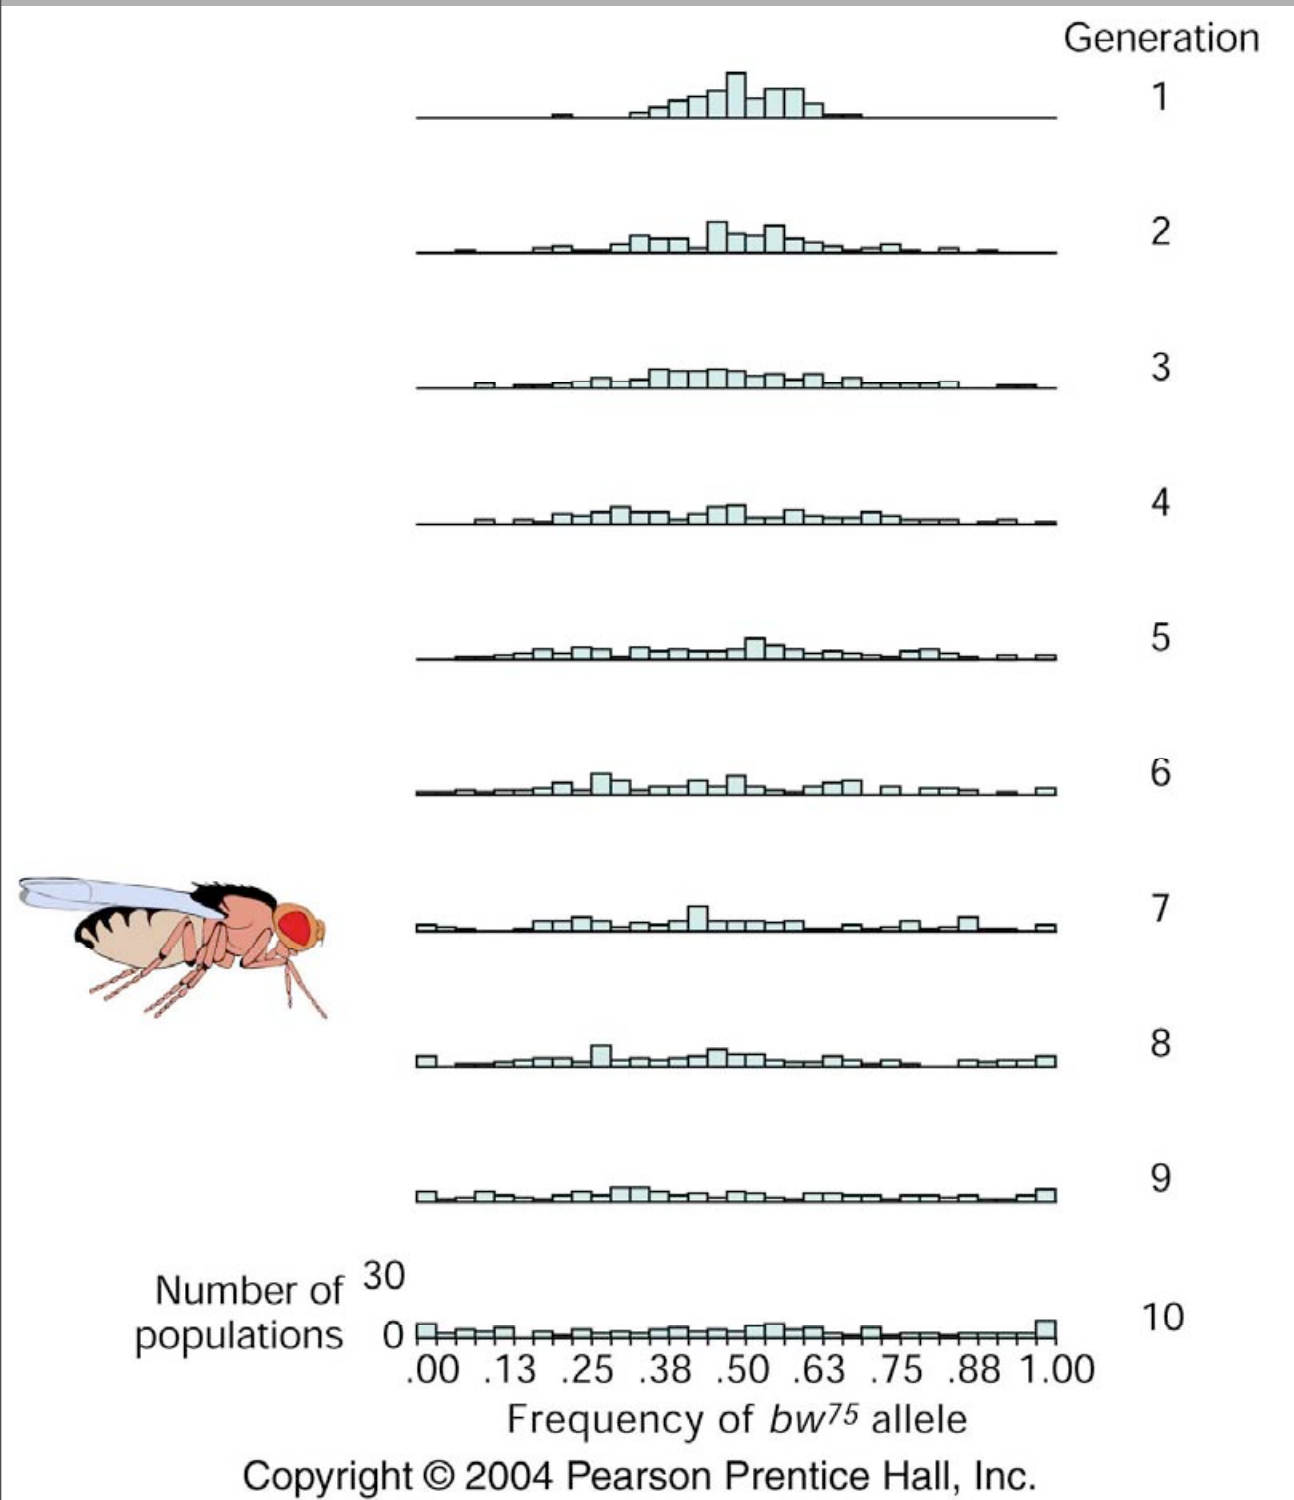 Generation
1
2
3
4
5
6
7
8
9
Number of 30
populations 0
10
.00 .13 .25 .38 .50 .63 .75 .88 1.00
Frequency of bw75 allele
Copyright © 2004 Pearson Prentice Hall, Inc.